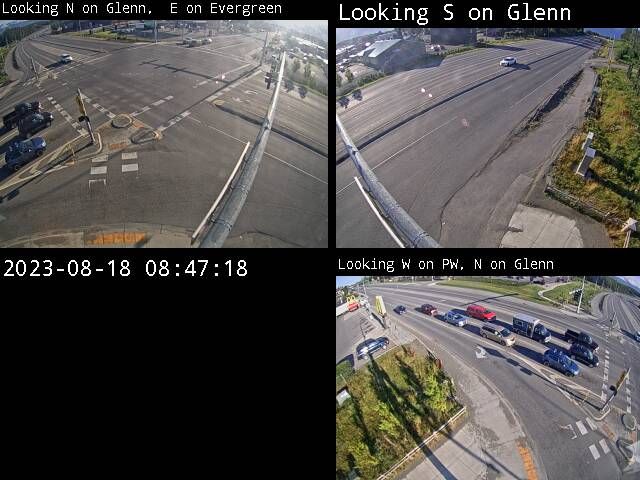 Looking N on Glenn, E on Evergreen
Looking S on Glenn
2023-08-18 08:47:18
Looking W on PW, N on Glenn